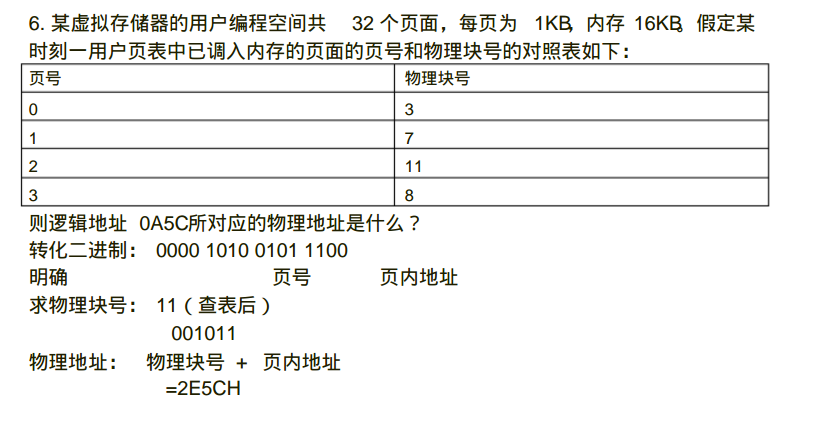 6. 某虚拟存储器的用户编程空间共 32 个页面，每页为 1KB，内存 16KB。假定某
时刻一用户页表中已调入内存的页面的页号和物理块号的对照表如下：
页号 物理块号
0 3
1 7
2 11
3 8
则逻辑地址 0A5C所对应的物理地址是什么？
转化二进制： 0000 1010 0101 1100
明确 页号 页内地址
求物理块号： 11（查表后）
001011
物理地址： 物理块号 + 页内地址
=2E5CH